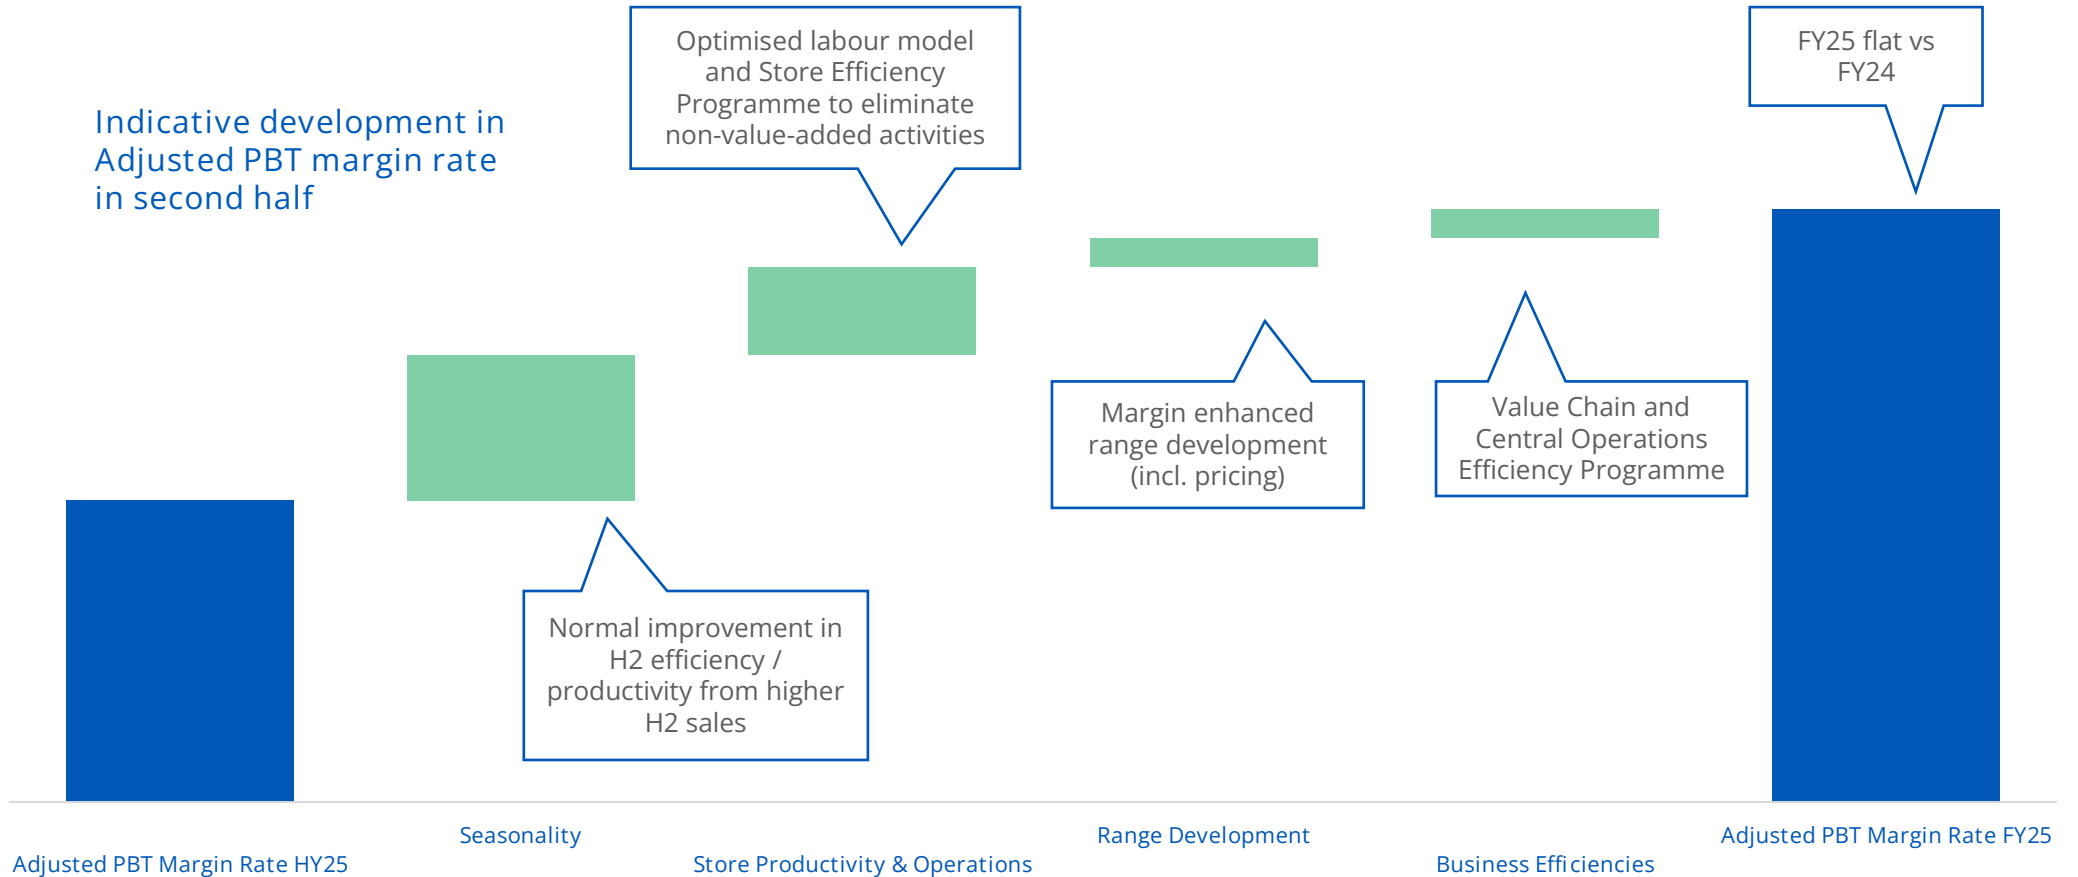 Indicative development in
Adjusted PBT margin rate
in second half
Optimised labour model
and Store Efficiency
Programme to eliminate
non-value-added activities
FY25 flat vs
FY24
Margin enhanced
range development
(incl. pricing)
Value Chain and
Central Operations
Efficiency Programme
Normal improvement in
H2 efficiency /
productivity from higher
H2 sales
Adjusted PBT Margin Rate HY25
Seasonality
Store Productivity & Operations
Range Development
Business Efficiencies
Adjusted PBT Margin Rate FY25